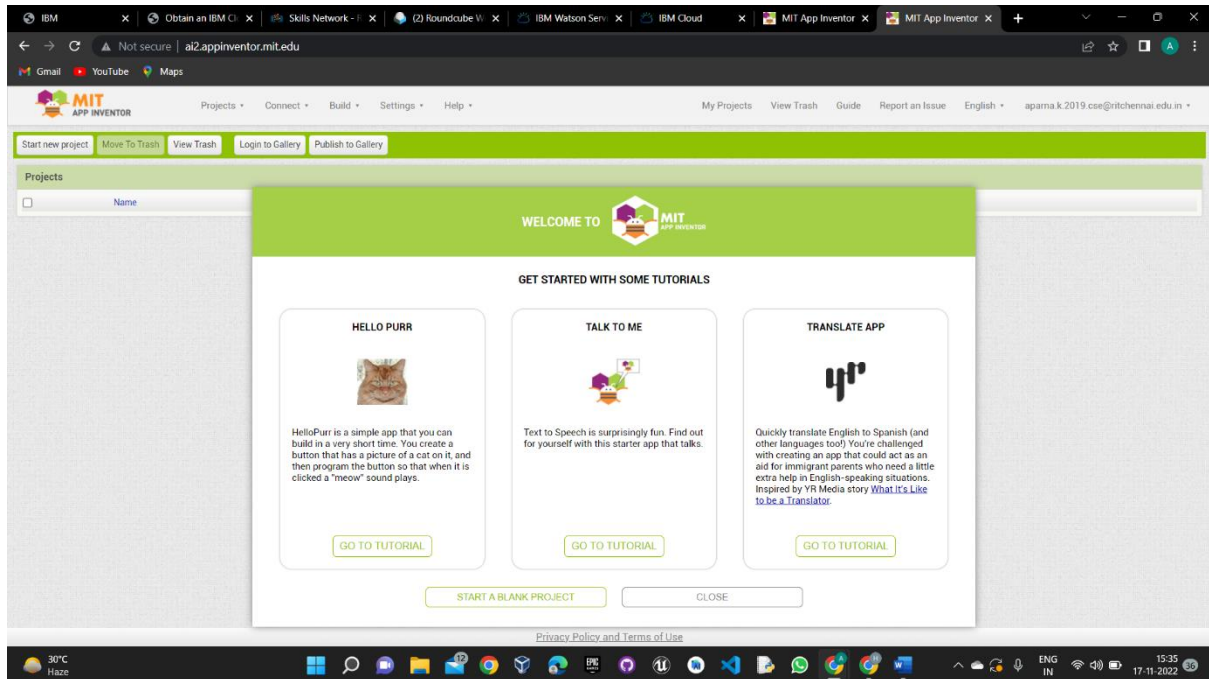 IBM
Obtain an IBM Cl
Skills Network - F
(2) Roundcube W
IBM Watson Serv
IBM Cloud
MIT App Inventor
MIT App Inventor
Not secure | ai2.appinventor.mit.edu
Gmail YouTube Maps
MIT
APP INVENTOR
Projects Connect Build Settings Help My Projects View Trash Guide Report an Issue English aparna.k.2019.cse@ritchennai.edu.in
Start new project Move To Trash View Trash Login to Gallery Publish to Gallery
Projects
Name
WELCOME TO MIT
APP INVENTOR
GET STARTED WITH SOME TUTORIALS
HELLO PURR
HelloPurr is a simple app that you can
build in a very short time. You create a
button that has a picture of a cat on it, and
then program the button so that when it is
clicked a "meow" sound plays.
GO TO TUTORIAL
TALK TO ME
Text to Speech is surprisingly fun. Find out
for yourself with this starter app that talks.
GO TO TUTORIAL
TRANSLATE APP
yr
Quickly translate English to Spanish (and
other languages too!) You're challenged
with creating an app that could act as an
aid for immigrant parents who need a little
extra help in English-speaking situations.
Inspired by YR Media story What It's Like
to be a Translator.
GO TO TUTORIAL
START A BLANK PROJECT CLOSE
Privacy Policy and Terms of Use
30°C
Haze
12
EPIC
ENG
IN
15:35
17-11-2022
36